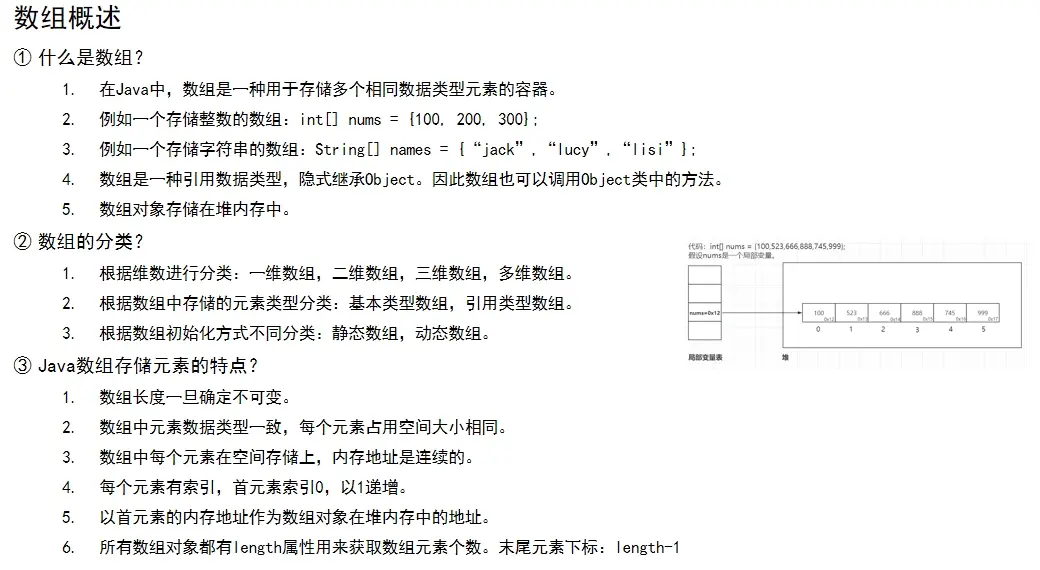 数组概述
① 什么是数组？
1. 在Java中，数组是一种用于存储多个相同数据类型元素的容器。
2. 例如一个存储整数的数组：int[] nums = {100, 200, 300};
3. 例如一个存储字符串的数组：String[] names = {“jack”,“lucy”,“lisi”};
4. 数组是一种引用数据类型，隐式继承Object。因此数组也可以调用Object类中的方法。
5. 数组对象存储在堆内存中。
② 数组的分类？
1. 根据维数进行分类：一维数组，二维数组，三维数组，多维数组。
2. 根据数组中存储的元素类型分类：基本类型数组，引用类型数组。
3. 根据数组初始化方式不同分类：静态数组，动态数组。
③ Java数组存储元素的特点？
1. 数组长度一旦确定不可变。
2. 数组中元素数据类型一致，每个元素占用空间大小相同。
3. 数组中每个元素在空间存储上，内存地址是连续的。
4. 每个元素有索引，首元素索引0，以1递增。
5. 以首元素的内存地址作为数组对象在堆内存中的地址。
6. 所有数组对象都有length属性用来获取数组元素个数。末尾元素下标：length-1
代码：int[] nums = {100,523,666,888,745,999};
假设nums是一个局部变量。
nums=0x12
100 523 666 888 745 999
0x12 0x13 0x14 0x15 0x16 0x17
0 1 2 3 4 5
局部变量表
堆